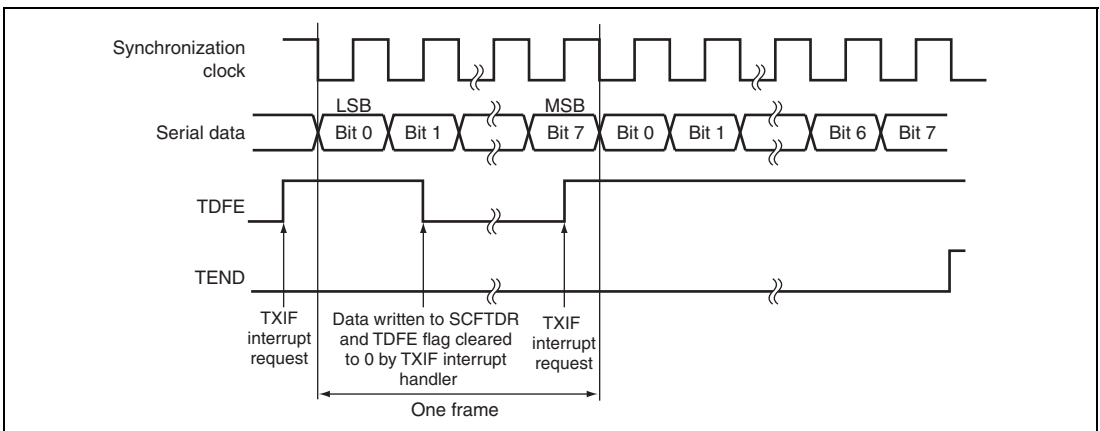 Synchronization
clock
LSB
MSB
Serial data
Bit 0
Bit 1
Bit 7
Bit 0
Bit 1
Bit 6
Bit 7
TDFE
TEND
TXIF
interrupt
request
Data written to SCFTDR
and TDFE flag cleared
to 0 by TXIF interrupt
handler
TXIF
interrupt
request
One frame